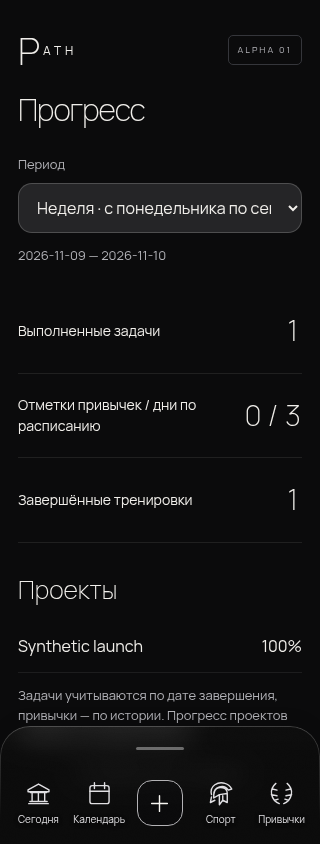 PATH
ALPHA 01
Прогресс
Период
Неделя · с понедельника по сег
2026-11-09 — 2026-11-10
Выполненные задачи
1
Отметки привычек / дни по
расписанию
0 / 3
Завершённые тренировки
1
Проекты
Synthetic launch
100%
Задачи учитываются по дате завершения,
привычки — по истории. Прогресс проектов
Сегодня
Календарь
Спорт
Привычки